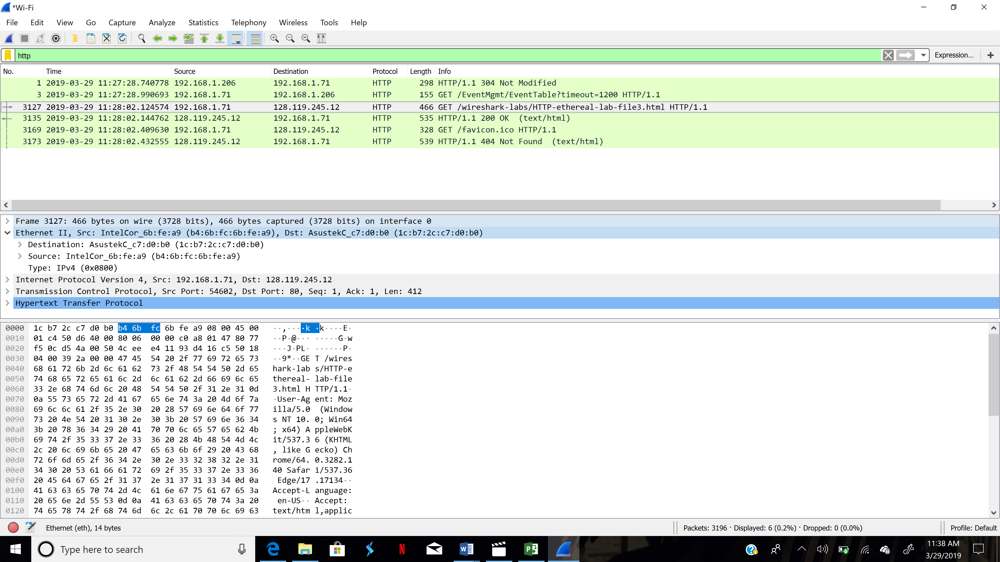 *Wi-Fi
File Edit View Go Capture Analyze Statistics Telephony Wireless Tools Help
http
Expression...
No. Time Source Destination Protocol Length Info
1 2019-03-29 11:27:28.740778 192.168.1.206 192.168.1.71 HTTP 298 HTTP/1.1 304 Not Modified
3 2019-03-29 11:27:28.990693 192.168.1.71 192.168.1.206 HTTP 155 GET /EventMgmt/EventTable?timeout=1200 HTTP/1.1
3127 2019-03-29 11:28:02.124574 192.168.1.71 128.119.245.12 HTTP 466 GET /wireshark-labs/HTTP-ethereal-lab-file3.html HTTP/1.1
3135 2019-03-29 11:28:02.144762 128.119.245.12 192.168.1.71 HTTP 535 HTTP/1.1 200 OK (text/html)
3169 2019-03-29 11:28:02.409630 192.168.1.71 128.119.245.12 HTTP 328 GET /favicon.ico HTTP/1.1
3173 2019-03-29 11:28:02.432555 128.119.245.12 192.168.1.71 HTTP 539 HTTP/1.1 404 Not Found (text/html)
Frame 3127: 466 bytes on wire (3728 bits), 466 bytes captured (3728 bits) on interface 0
Ethernet II, Src: IntelCor_6b:fe:a9 (b4:6b:fc:6b:fe:a9), Dst: AsustekC_c7:d0:b0 (1c:b7:2c:c7:d0:b0)
Destination: AsustekC_c7:d0:b0 (1c:b7:2c:c7:d0:b0)
Source: IntelCor_6b:fe:a9 (b4:6b:fc:6b:fe:a9)
Type: IPv4 (0x0800)
Internet Protocol Version 4, Src: 192.168.1.71, Dst: 128.119.245.12
Transmission Control Protocol, Src Port: 54602, Dst Port: 80, Seq: 1, Ack: 1, Len: 412
Hypertext Transfer Protocol
0000 1c b7 2c c7 d0 b0 b4 6b fc 6b fe a9 08 00 45 00 ··,····k ·k····E·
0010 01 c4 50 d6 40 00 80 06 00 00 c0 a8 01 47 80 77 ··P·@··· ·····G·w
0020 f5 0c d5 4a 00 50 4c ee e4 11 93 d4 16 c5 50 18 ···J·PL· ······P·
0030 04 00 39 2a 00 00 47 45 54 20 2f 77 69 72 65 73 ··9*··GE T /wires
0040 68 61 72 6b 2d 6c 61 62 73 2f 48 54 54 50 2d 65 hark-lab s/HTTP-e
0050 74 68 65 72 65 61 6c 2d 6c 61 62 2d 66 69 6c 65 thereal- lab-file
0060 33 2e 68 74 6d 6c 20 48 54 54 50 2f 31 2e 31 0d 3.html H TTP/1.1·
0070 0a 55 73 65 72 2d 41 67 65 6e 74 3a 20 4d 6f 7a ·User-Ag ent: Moz
0080 69 6c 6c 61 2f 35 2e 30 20 28 57 69 6e 64 6f 77 illa/5.0 (Window
0090 73 20 4e 54 20 31 30 2e 30 3b 20 57 69 6e 36 34 s NT 10. 0; Win64
00a0 3b 20 78 36 34 29 20 41 70 70 6c 65 57 65 62 4b ; x64) A ppleWebK
00b0 69 74 2f 35 33 37 2e 33 36 20 28 4b 48 54 4d 4c it/537.3 6 (KHTML
00c0 2c 20 6c 69 6b 65 20 47 65 63 6b 6f 29 20 43 68 , like G ecko) Ch
00d0 72 6f 6d 65 2f 36 34 2e 30 2e 33 32 38 32 2e 31 rome/64. 0.3282.1
00e0 34 30 20 53 61 66 61 72 69 2f 35 33 37 2e 33 36 40 Safar i/537.36
00f0 20 45 64 67 65 2f 31 37 2e 31 37 31 33 34 0d 0a Edge/17 .17134··
0100 41 63 63 65 70 74 2d 4c 61 6e 67 75 61 67 65 3a Accept-L anguage:
0110 20 65 6e 2d 55 53 0d 0a 41 63 63 65 70 74 3a 20 en-US·· Accept:
0120 74 65 78 74 2f 68 74 6d 6c 2c 61 70 70 6c 69 63 text/htm l,applic
Ethernet (eth), 14 bytes
Packets: 3196 · Displayed: 6 (0.2%) · Dropped: 0 (0.0%)
Profile: Default
Type here to search
11:38 AM
3/29/2019